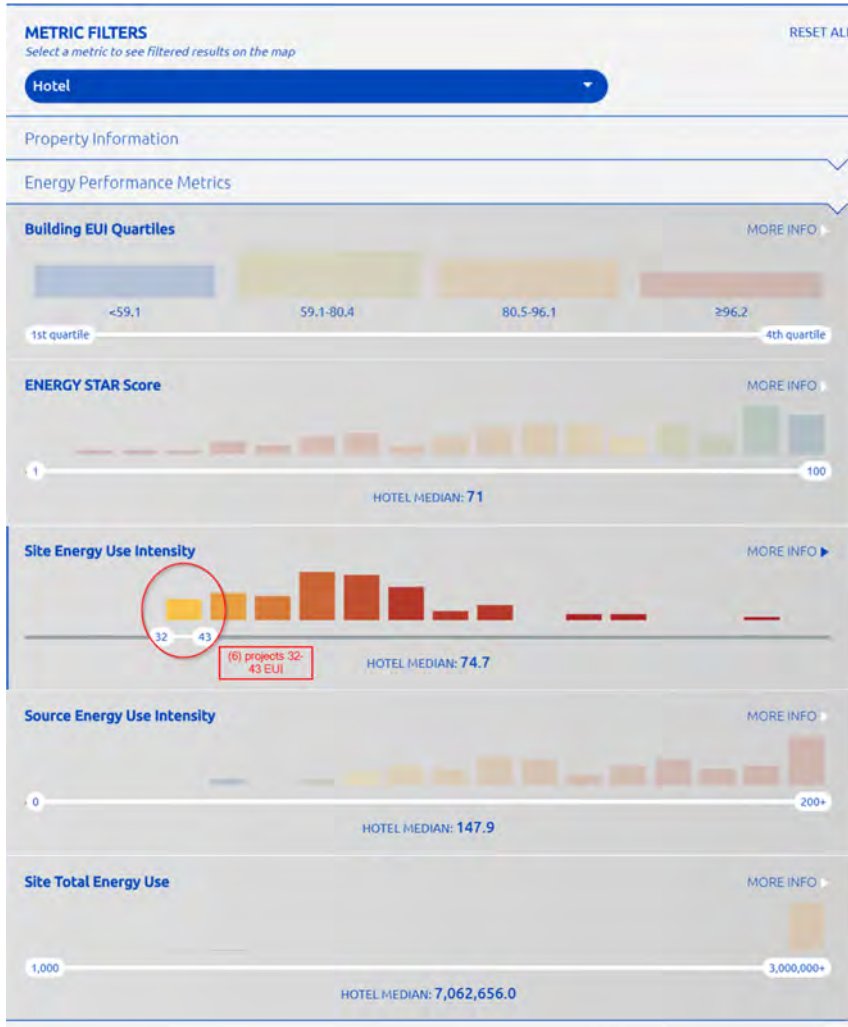 METRIC FILTERS
RESET ALL
Select a metric to see filtered results on the map
Hotel
Property Information
Energy Performance Metrics
Building EUI Quartiles
MORE INFO
<59.1 59.1-80.4 80.5-96.1 ≥96.2
1st quartile 4th quartile
ENERGY STAR Score
MORE INFO
1 100
HOTEL MEDIAN: 71
Site Energy Use Intensity
MORE INFO
32 43
(6) projects 32-
43 EUI
HOTEL MEDIAN: 74.7
Source Energy Use Intensity
MORE INFO
0 200+
HOTEL MEDIAN: 147.9
Site Total Energy Use
MORE INFO
1,000 3,000,000+
HOTEL MEDIAN: 7,062,656.0